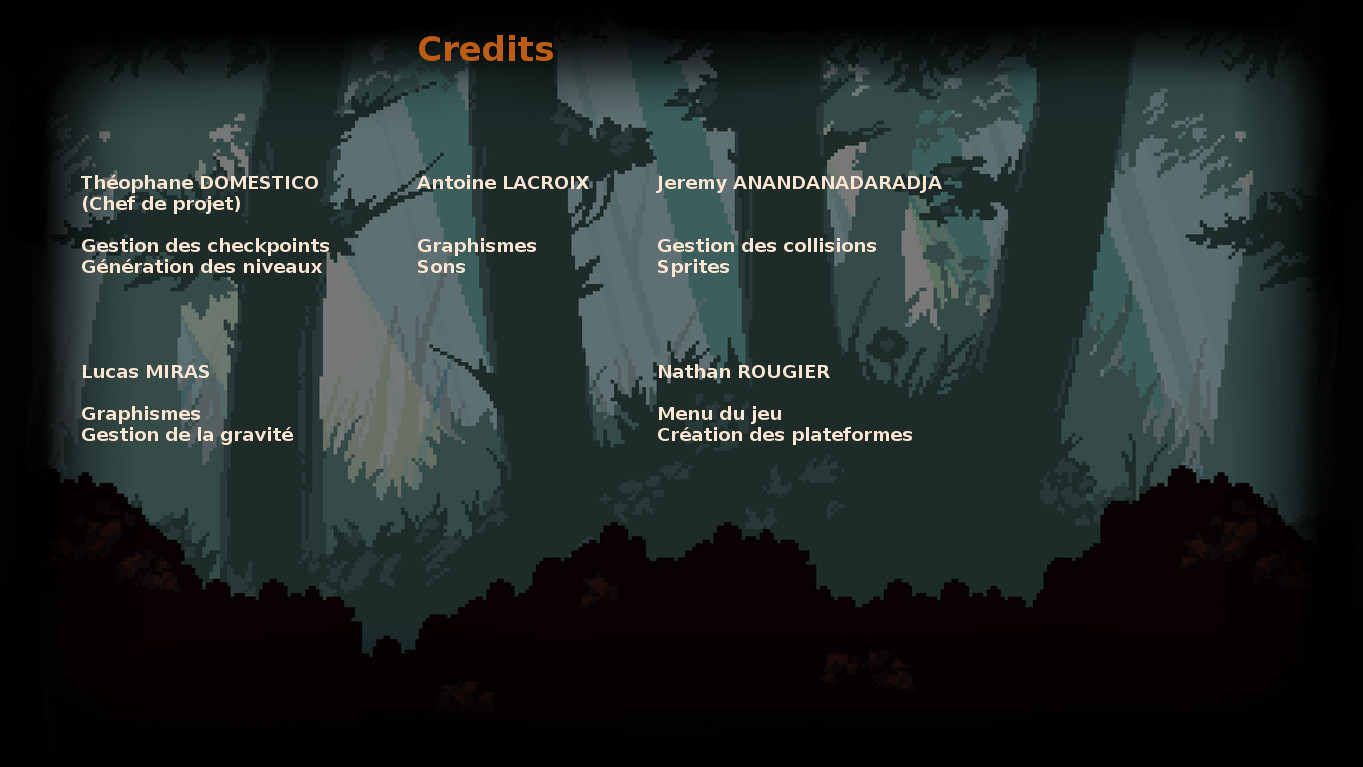 Credits
Théophane DOMESTICO
(Chef de projet)
Gestion des checkpoints
Génération des niveaux
Antoine LACROIX
Graphismes
Sons
Jeremy ANANDANADARADJA
Gestion des collisions
Sprites
Lucas MIRAS
Graphismes
Gestion de la gravité
Nathan ROUGIER
Menu du jeu
Création des plateformes